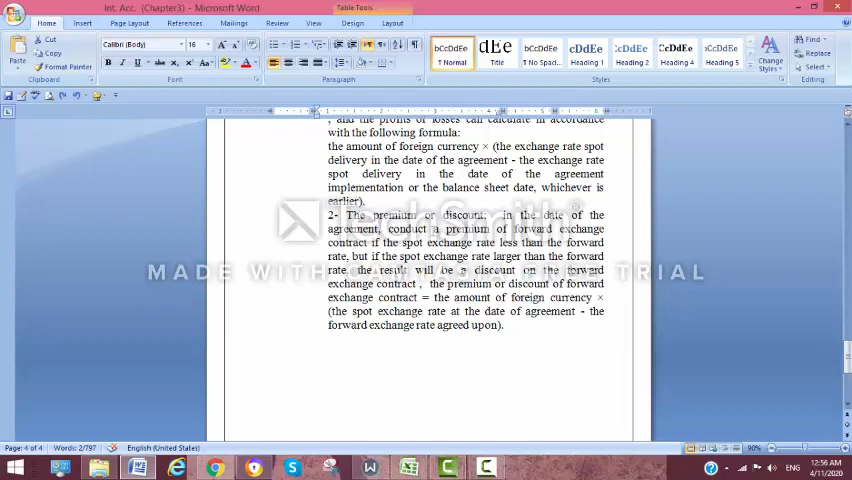 Int. Acc. (Chapter3) - Microsoft Word
Table Tools
Home Insert Page Layout References Mailings Review View Design Layout
Cut
Copy
Format Painter
Paste
Clipboard
Calibri (Body) 16
Font
Paragraph
bCcDdEe dEe bCcDdEe cDdEe bCcDdEe cCcDdEe bCcDdEe
¶ Normal Title ¶ No Spaci... Heading 1 Heading 2 Heading 4 Heading 5
Change Styles
Styles
Find
Replace
Select
Editing
, and the profits or losses can calculate in accordance
with the following formula:
the amount of foreign currency × (the exchange rate spot
delivery in the date of the agreement - the exchange rate
spot delivery in the date of the agreement
implementation or the balance sheet date, whichever is
earlier).
2- The premium or discount: in the date of the
agreement, conduct a premium of forward exchange
contract if the spot exchange rate less than the forward
rate, but if the spot exchange rate larger than the forward
rate, the result will be a discount on the forward
exchange contract , the premium or discount of forward
exchange contract = the amount of foreign currency ×
(the spot exchange rate at the date of agreement - the
forward exchange rate agreed upon).
TechSmith
MADE WITH CAMTASIA FREE TRIAL
Page: 4 of 4 Words: 2/797 English (United States) 90%
ENG
12:56 AM
4/11/2020